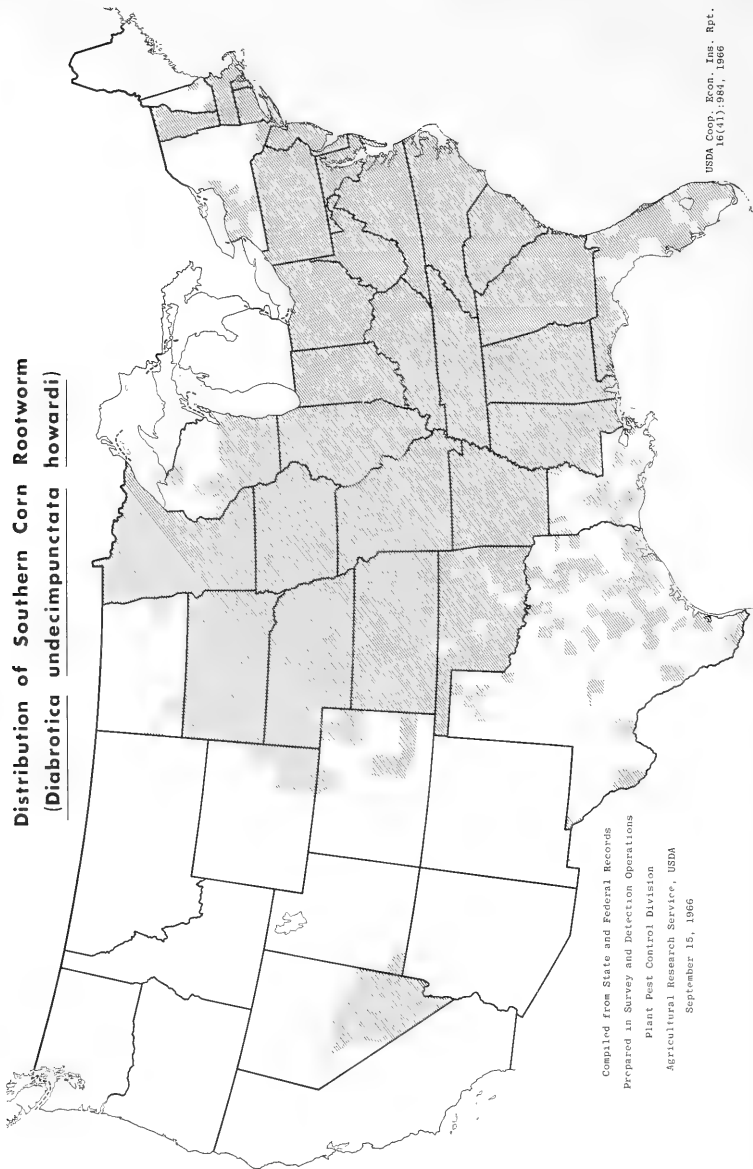 Distribution of Southern Corn Rootworm
(Diabrotica undecimpunctata howardi)
Compiled from State and Federal Records
Prepared in Survey and Detection Operations
Plant Pest Control Division
Agricultural Research Service, USDA
September 15, 1966
USDA Coop. Econ. Ins. Rpt.
16(41):984, 1966